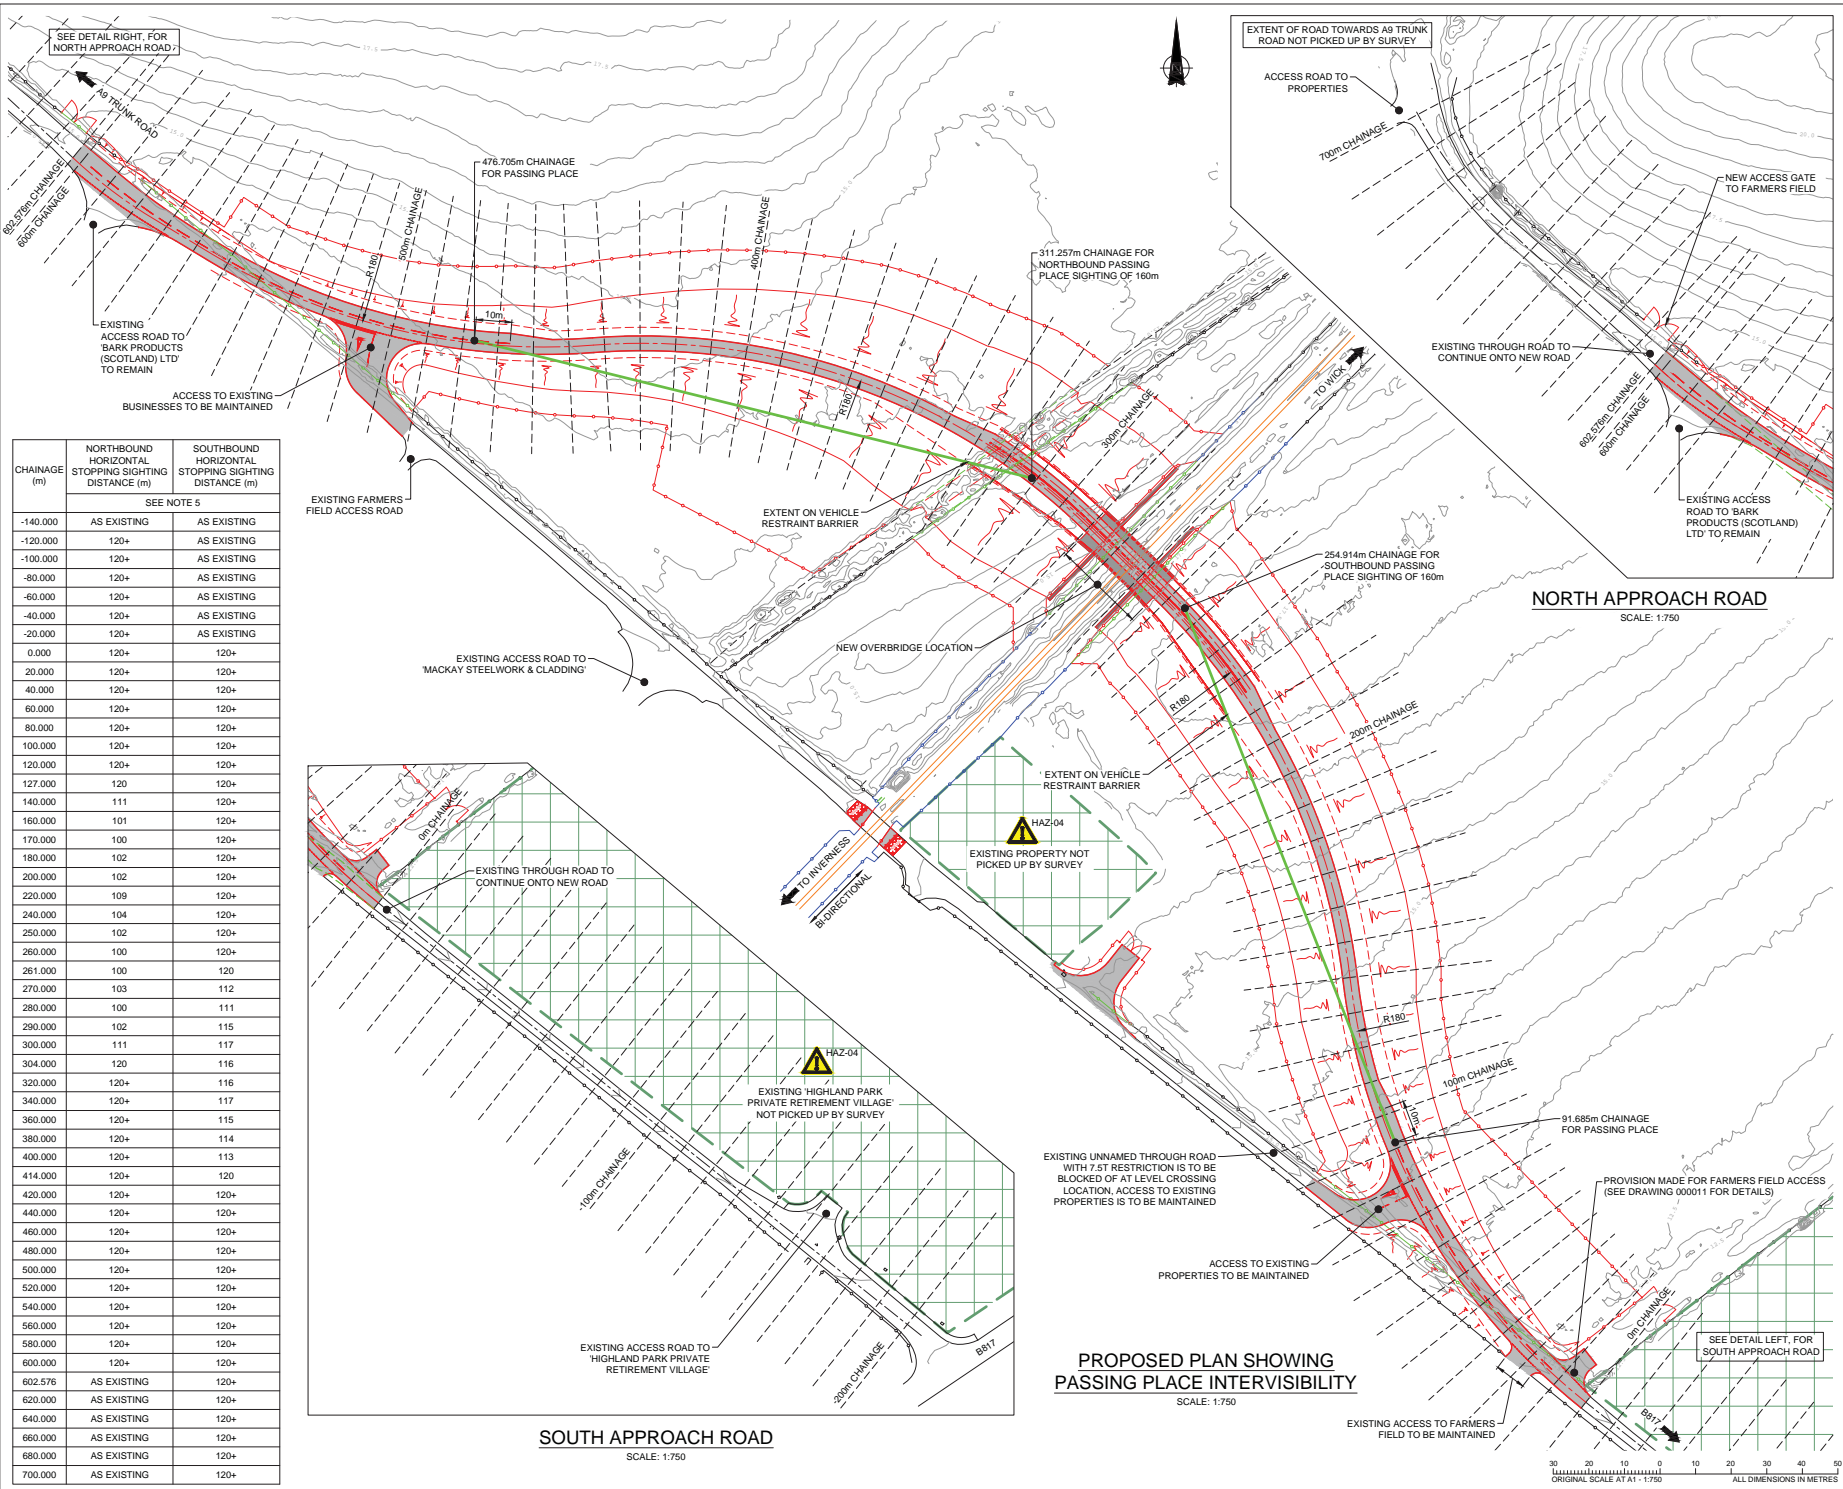 SEE DETAIL RIGHT, FOR
NORTH APPROACH ROAD
A9 TRUNK ROAD
602.576m CHAINAGE
600m CHAINAGE
EXISTING
ACCESS ROAD TO
'BARK PRODUCTS
(SCOTLAND) LTD'
TO REMAIN
ACCESS TO EXISTING
BUSINESSES TO BE MAINTAINED
R180
500m CHAINAGE
476.705m CHAINAGE
FOR PASSING PLACE
10m
400m CHAINAGE
R180
311.257m CHAINAGE FOR
NORTHBOUND PASSING
PLACE SIGHTING OF 160m
300m CHAINAGE
TO WICK
EXISTING FARMERS
FIELD ACCESS ROAD
EXTENT ON VEHICLE
RESTRAINT BARRIER
254.914m CHAINAGE FOR
SOUTHBOUND PASSING
PLACE SIGHTING OF 160m
NEW OVERBRIDGE LOCATION
EXISTING ACCESS ROAD TO
'MACKAY STEELWORK & CLADDING'
R180
200m CHAINAGE
EXTENT ON VEHICLE
RESTRAINT BARRIER
HAZ-04
EXISTING PROPERTY NOT
PICKED UP BY SURVEY
TO INVERNESS
BI-DIRECTIONAL
R180
100m CHAINAGE
10m
91.685m CHAINAGE
FOR PASSING PLACE
EXISTING UNNAMED THROUGH ROAD
WITH 7.5T RESTRICTION IS TO BE
BLOCKED OF AT LEVEL CROSSING
LOCATION, ACCESS TO EXISTING
PROPERTIES IS TO BE MAINTAINED
PROVISION MADE FOR FARMERS FIELD ACCESS
(SEE DRAWING 000011 FOR DETAILS)
ACCESS TO EXISTING
PROPERTIES TO BE MAINTAINED
0m CHAINAGE
SEE DETAIL LEFT, FOR
SOUTH APPROACH ROAD
B817
EXISTING ACCESS TO FARMERS
FIELD TO BE MAINTAINED
PROPOSED PLAN SHOWING
PASSING PLACE INTERVISIBILITY
SCALE: 1:750
30 20 10 0 10 20 30 40 50
ORIGINAL SCALE AT A1 - 1:750 ALL DIMENSIONS IN METRES
EXTENT OF ROAD TOWARDS A9 TRUNK
ROAD NOT PICKED UP BY SURVEY
ACCESS ROAD TO
PROPERTIES
700m CHAINAGE
NEW ACCESS GATE
TO FARMERS FIELD
EXISTING THROUGH ROAD TO
CONTINUE ONTO NEW ROAD
602.576m CHAINAGE
600m CHAINAGE
EXISTING ACCESS
ROAD TO 'BARK
PRODUCTS (SCOTLAND)
LTD' TO REMAIN
NORTH APPROACH ROAD
SCALE: 1:750
0m CHAINAGE
EXISTING THROUGH ROAD TO
CONTINUE ONTO NEW ROAD
HAZ-04
EXISTING 'HIGHLAND PARK
PRIVATE RETIREMENT VILLAGE'
NOT PICKED UP BY SURVEY
-100m CHAINAGE
EXISTING ACCESS ROAD TO
'HIGHLAND PARK PRIVATE
RETIREMENT VILLAGE'
-200m CHAINAGE
B817
SOUTH APPROACH ROAD
SCALE: 1:750
CHAINAGE (m) NORTHBOUND HORIZONTAL STOPPING SIGHTING DISTANCE (m) SOUTHBOUND HORIZONTAL STOPPING SIGHTING DISTANCE (m)
SEE NOTE 5
-140.000 AS EXISTING AS EXISTING
-120.000 120+ AS EXISTING
-100.000 120+ AS EXISTING
-80.000 120+ AS EXISTING
-60.000 120+ AS EXISTING
-40.000 120+ AS EXISTING
-20.000 120+ AS EXISTING
0.000 120+ 120+
20.000 120+ 120+
40.000 120+ 120+
60.000 120+ 120+
80.000 120+ 120+
100.000 120+ 120+
120.000 120+ 120+
127.000 120 120+
140.000 111 120+
160.000 101 120+
170.000 100 120+
180.000 102 120+
200.000 102 120+
220.000 109 120+
240.000 104 120+
250.000 102 120+
260.000 100 120+
261.000 100 120
270.000 103 112
280.000 100 111
290.000 102 115
300.000 111 117
304.000 120 116
320.000 120+ 116
340.000 120+ 117
360.000 120+ 115
380.000 120+ 114
400.000 120+ 113
414.000 120+ 120
420.000 120+ 120+
440.000 120+ 120+
460.000 120+ 120+
480.000 120+ 120+
500.000 120+ 120+
520.000 120+ 120+
540.000 120+ 120+
560.000 120+ 120+
580.000 120+ 120+
600.000 120+ 120+
602.576 AS EXISTING 120+
620.000 AS EXISTING 120+
640.000 AS EXISTING 120+
660.000 AS EXISTING 120+
680.000 AS EXISTING 120+
700.000 AS EXISTING 120+